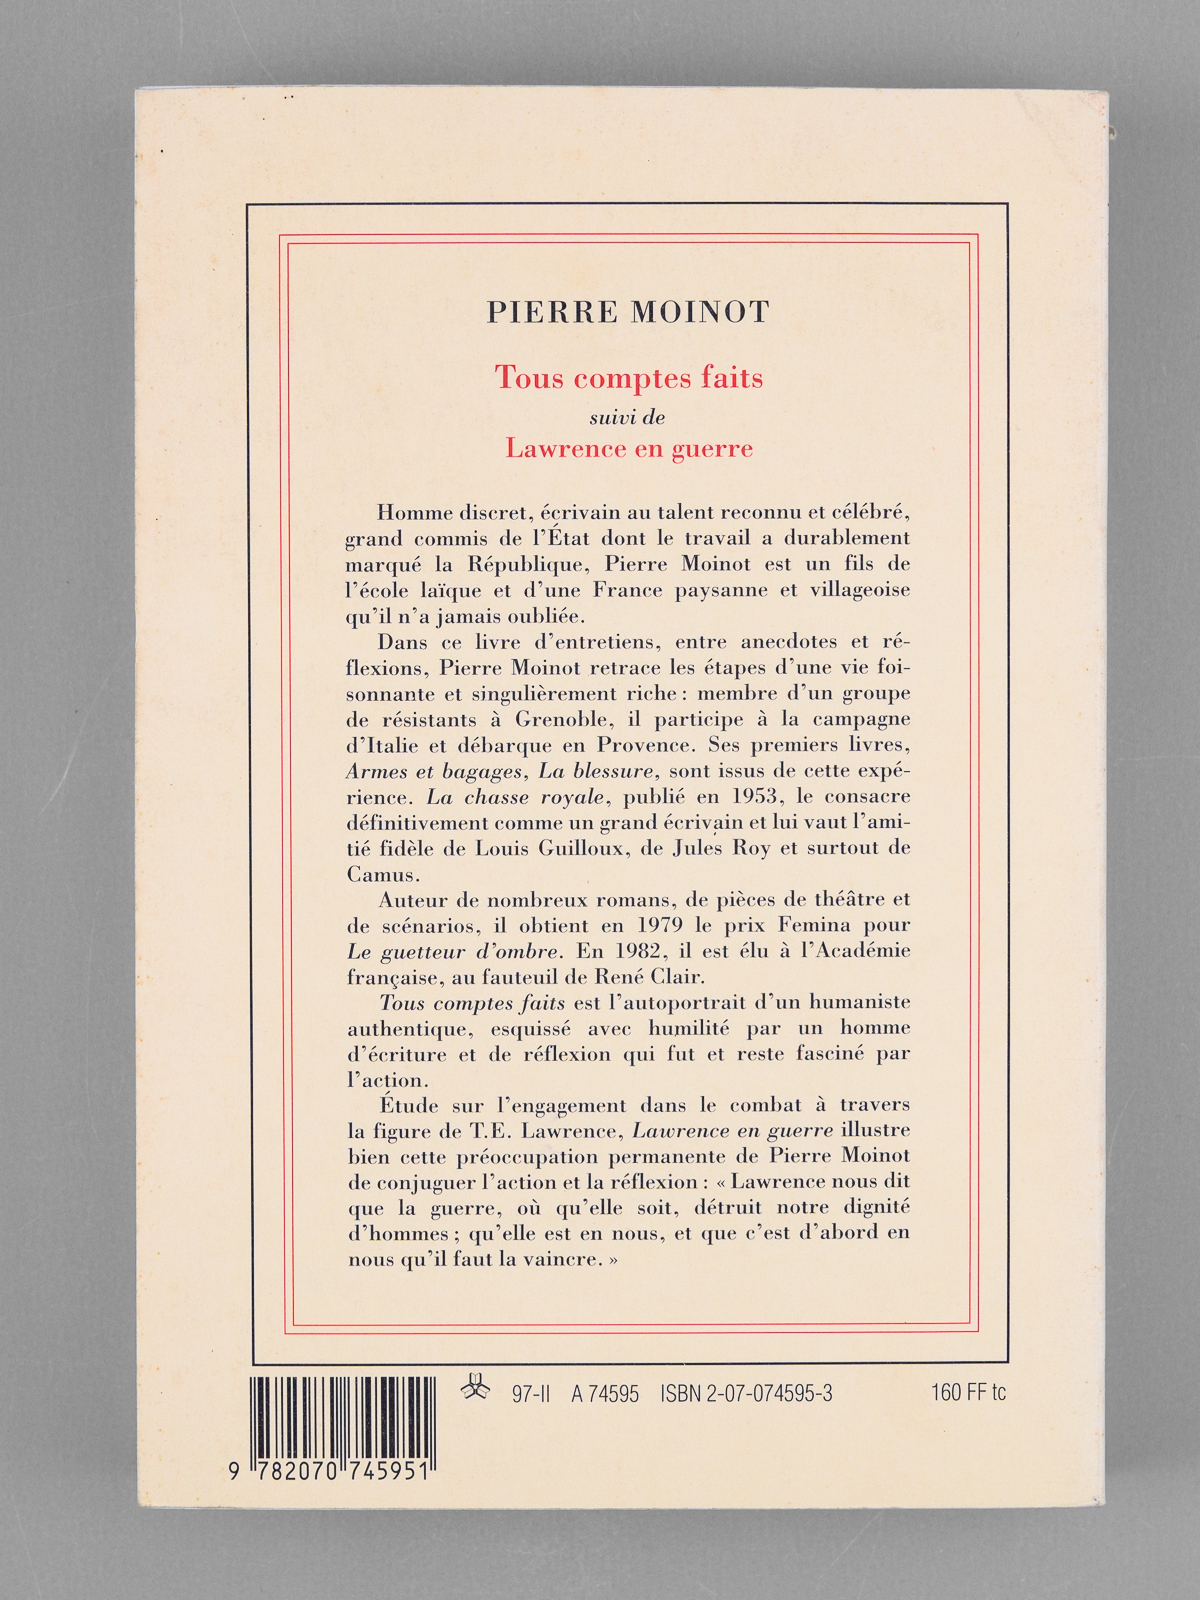 PIERRE MOINOT
Tous comptes faits
suivi de
Lawrence en guerre
Homme discret, écrivain au talent reconnu et célébré,
grand commis de l'État dont le travail a durablement
marqué la République, Pierre Moinot est un fils de
l'école laïque et d'une France paysanne et villageoise
qu'il n'a jamais oubliée.
Dans ce livre d'entretiens, entre anecdotes et ré-
flexions, Pierre Moinot retrace les étapes d'une vie foi-
sonnante et singulièrement riche : membre d'un groupe
de résistants à Grenoble, il participe à la campagne
d'Italie et débarque en Provence. Ses premiers livres,
Armes et bagages, La blessure, sont issus de cette expé-
rience. La chasse royale, publié en 1953, le consacre
définitivement comme un grand écrivain et lui vaut l'ami-
tié fidèle de Louis Guilloux, de Jules Roy et surtout de
Camus.
Auteur de nombreux romans, de pièces de théâtre et
de scénarios, il obtient en 1979 le prix Femina pour
Le guetteur d'ombre. En 1982, il est élu à l'Académie
française, au fauteuil de René Clair.
Tous comptes faits est l'autoportrait d'un humaniste
authentique, esquissé avec humilité par un homme
d'écriture et de réflexion qui fut et reste fasciné par
l'action.
Étude sur l'engagement dans le combat à travers
la figure de T.E. Lawrence, Lawrence en guerre illustre
bien cette préoccupation permanente de Pierre Moinot
de conjuguer l'action et la réflexion : « Lawrence nous dit
que la guerre, où qu'elle soit, détruit notre dignité
d'hommes ; qu'elle est en nous, et que c'est d'abord en
nous qu'il faut la vaincre. »
97-II A 74595 ISBN 2-07-074595-3 160 FF tc
9 782070 745951